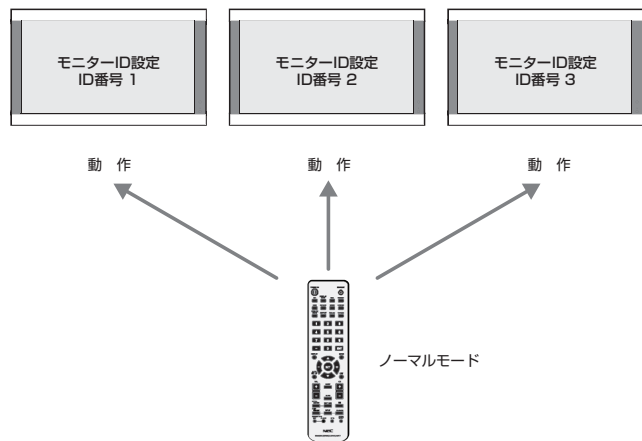 モニターID設定
ID番号 1
モニターID設定
ID番号 2
モニターID設定
ID番号 3
動 作
動 作
動 作
ノーマルモード
NEC